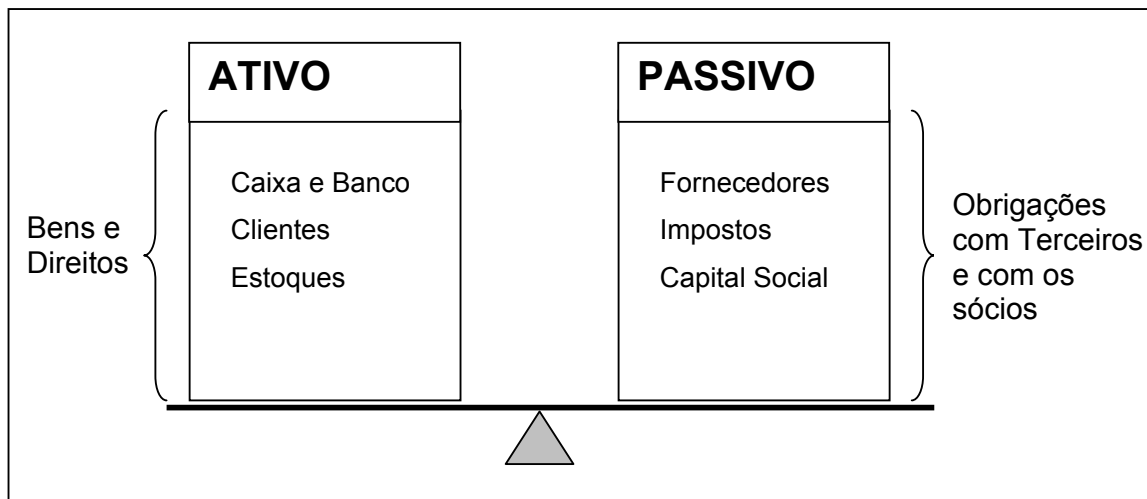 ATIVO
PASSIVO
Bens e
Direitos
Caixa e Banco
Clientes
Estoques
Fornecedores
Impostos
Capital Social
Obrigações
com Terceiros
e com os
sócios